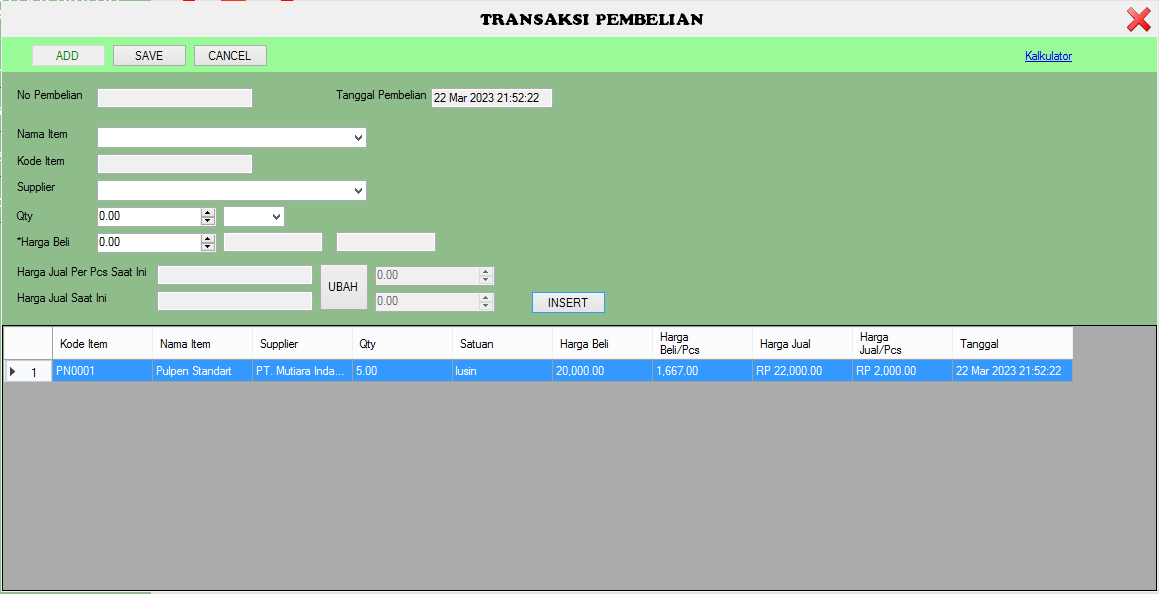 TRANSAKSI PEMBELIAN
ADD SAVE CANCEL Kalkulator
No Pembelian Tanggal Pembelian 22 Mar 2023 21:52:22
Nama Item
Kode Item
Supplier
Qty 0.00
*Harga Beli 0.00
Harga Jual Per Pcs Saat Ini UBAH 0.00
Harga Jual Saat Ini 0.00 INSERT
Kode Item Nama Item Supplier Qty Satuan Harga Beli Harga Beli/Pcs Harga Jual Harga Jual/Pcs Tanggal
1 PN0001 Pulpen Standart PT. Mutiara Inda... 5.00 lusin 20,000.00 1,667.00 RP 22,000.00 RP 2,000.00 22 Mar 2023 21:52:22